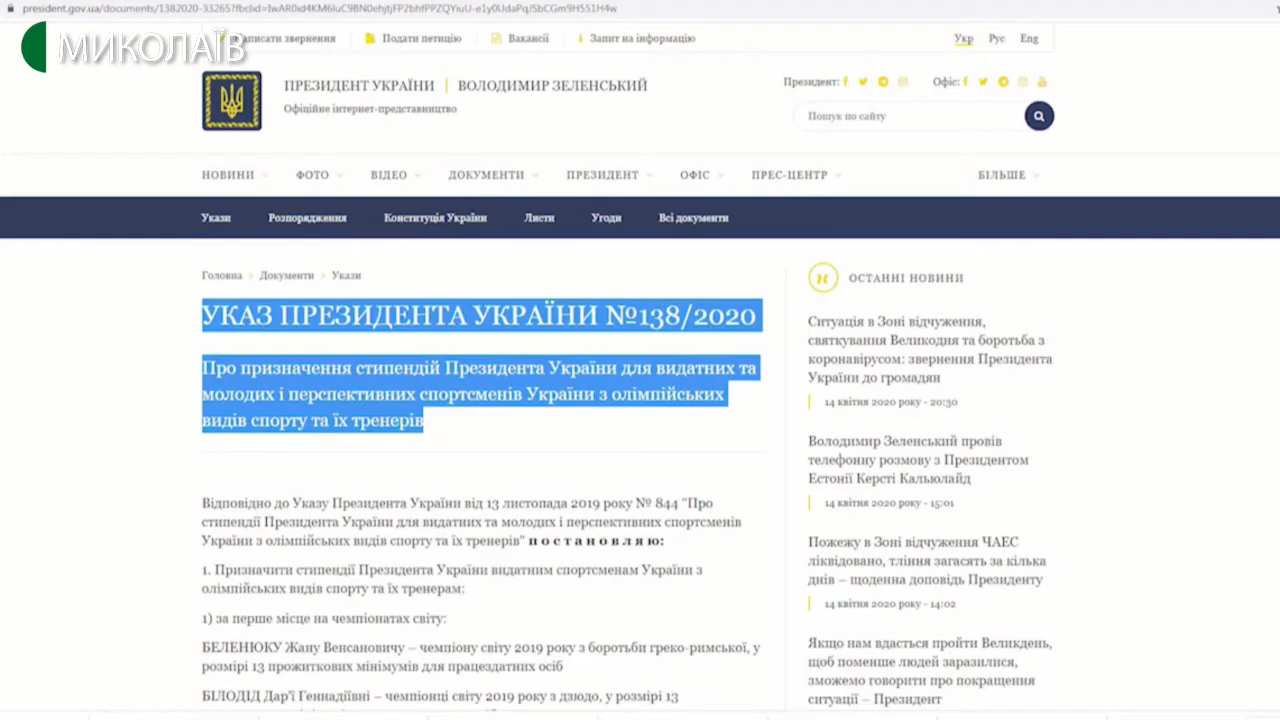 president.gov.ua/documents/1382020-33265?fbclid=IwAR0id4KM6luC9BN0ehjtjFP2bhfPPZQYiuU-e1y0UdaPqJSbCGm9H551H4w
МИКОЛАЇВ
Написати звернення Подати петицію Вакансії Запит на інформацію Укр Рус Eng
ПРЕЗИДЕНТ УКРАЇНИ ВОЛОДИМИР ЗЕЛЕНСЬКИЙ
Офіційне інтернет-представництво
Президент: Офіс:
Пошук по сайту
НОВИНИ ФОТО ВІДЕО ДОКУМЕНТИ ПРЕЗИДЕНТ ОФІС ПРЕС-ЦЕНТР БІЛЬШЕ
Укази Розпорядження Конституція України Листи Угоди Всі документи
Головна Документи Укази
УКАЗ ПРЕЗИДЕНТА УКРАЇНИ №138/2020
Про призначення стипендій Президента України для видатних та
молодих і перспективних спортсменів України з олімпійських
видів спорту та їх тренерів
Відповідно до Указу Президента України від 13 листопада 2019 року № 844 "Про
стипендії Президента України для видатних та молодих і перспективних спортсменів
України з олімпійських видів спорту та їх тренерів" п о с т а н о в л я ю:
1. Призначити стипендії Президента України видатним спортсменам України з
олімпійських видів спорту та їх тренерам:
1) за перше місце на чемпіонатах світу:
БЕЛЕНЮКУ Жану Венсановичу – чемпіону світу 2019 року з боротьби греко-римської, у
розмірі 13 прожиткових мінімумів для працездатних осіб
БІЛОДІД Дар'ї Геннадіївні – чемпіонці світу 2019 року з дзюдо, у розмірі 13
ОСТАННІ НОВИНИ
Ситуація в Зоні відчуження,
святкування Великодня та боротьба з
коронавірусом: звернення Президента
України до громадян
14 квітня 2020 року - 20:30
Володимир Зеленський провів
телефонну розмову з Президентом
Естонії Керсті Кальюлайд
14 квітня 2020 року - 15:01
Пожежу в Зоні відчуження ЧАЕС
ліквідовано, тління загасять за кілька
днів – щоденна доповідь Президенту
14 квітня 2020 року - 14:02
Якщо нам вдасться пройти Великдень,
щоб поменше людей заразилися,
зможемо говорити про покращення
ситуації – Президент